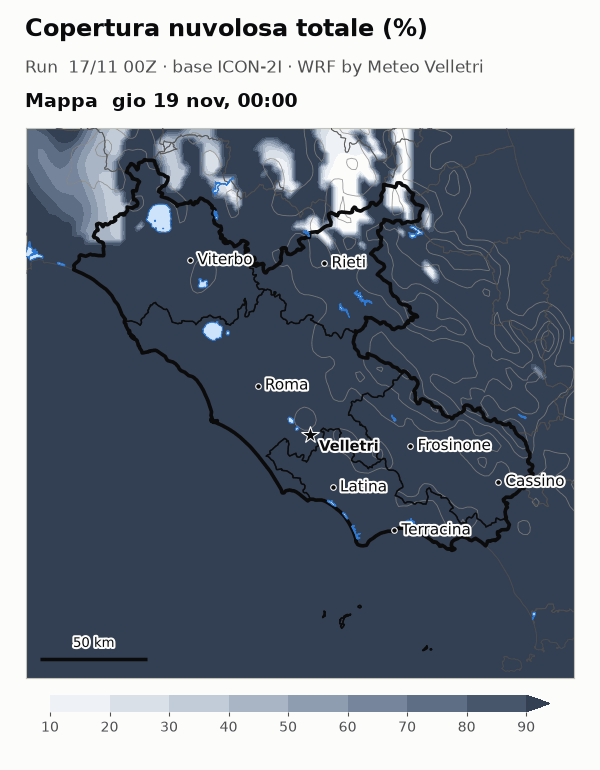 Copertura nuvolosa totale (%)
Run  17/11 00Z · base ICON-2I · WRF by Meteo Velletri
Mappa  gio 19 nov, 00:00
Viterbo
Rieti
Roma
Velletri
Frosinone
Cassino
Latina
Terracina
50 km
10 20 30 40 50 60 70 80 90